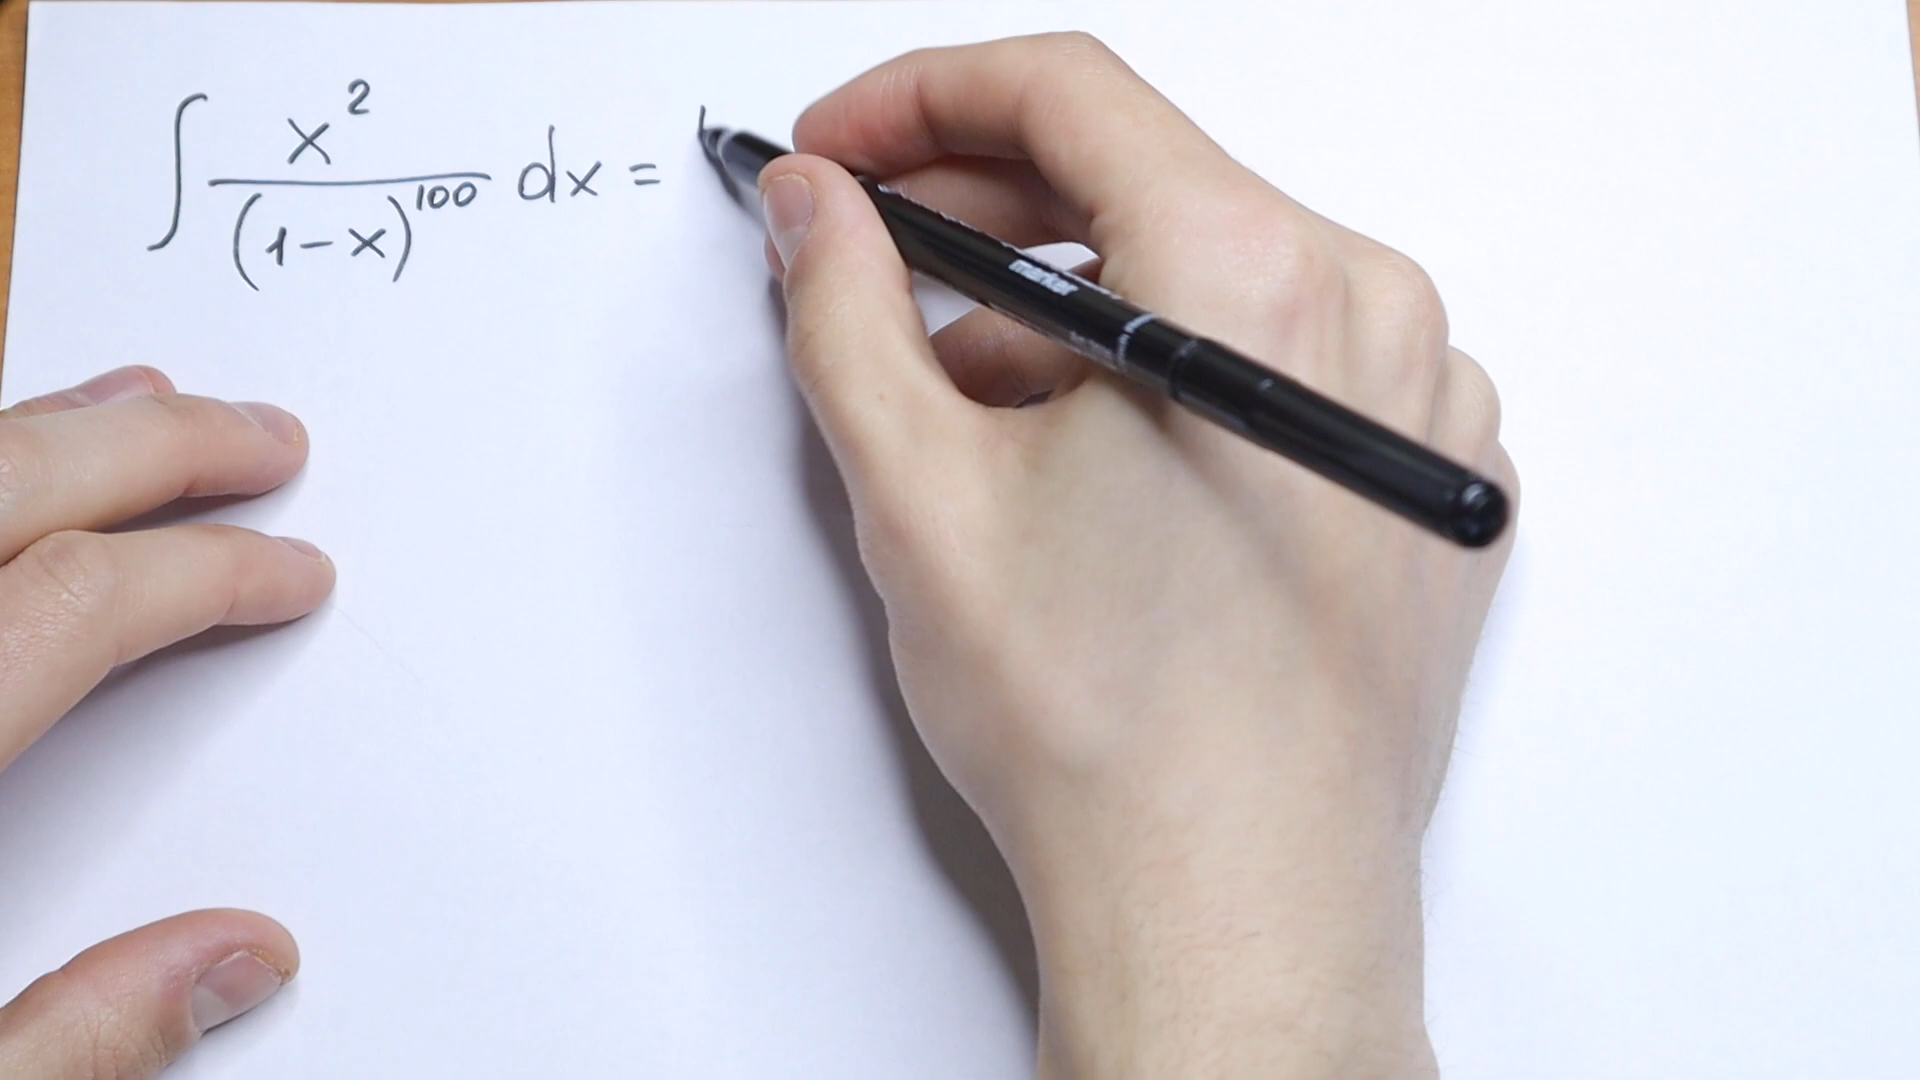 ∫ x² / (1 - x)¹⁰⁰ dx =
marker